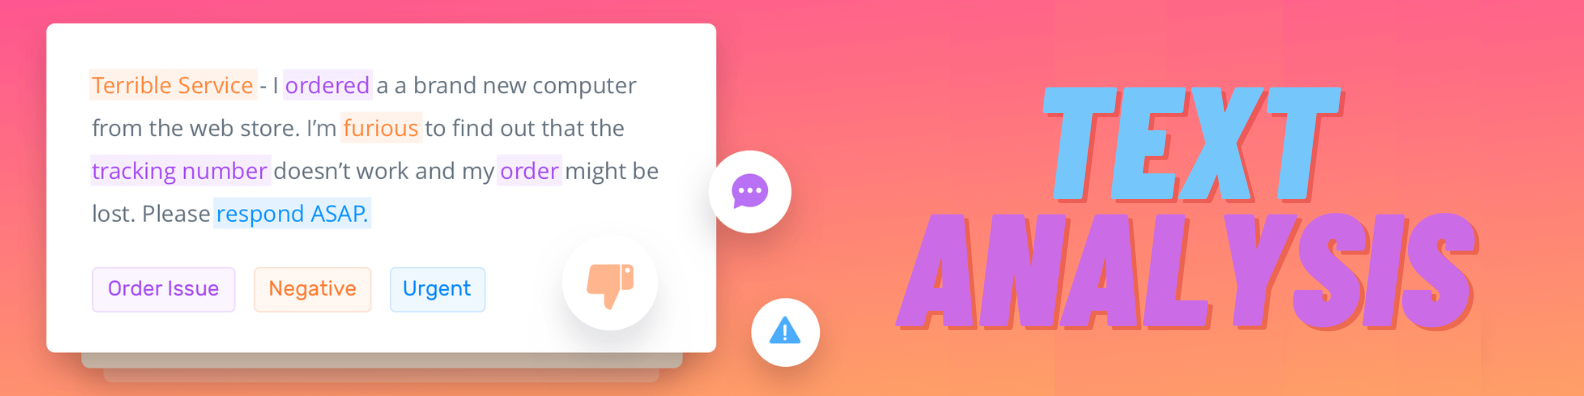 Terrible Service - I ordered a a brand new computer
from the web store. I’m furious to find out that the
tracking number doesn’t work and my order might be
lost. Please respond ASAP.
Order Issue Negative Urgent
TEXT
ANALYSIS